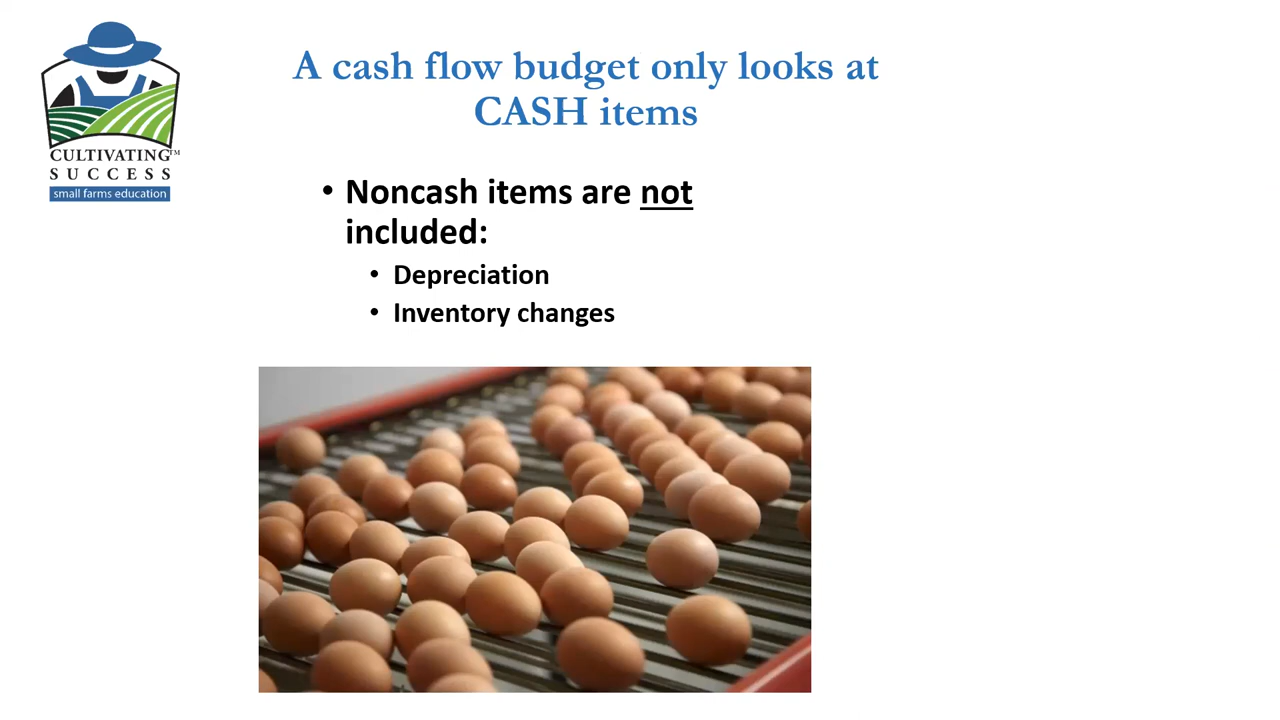 A cash flow budget only looks at
CASH items
CULTIVATING™
SUCCESS
small farms education
• Noncash items are not
included:
• Depreciation
• Inventory changes